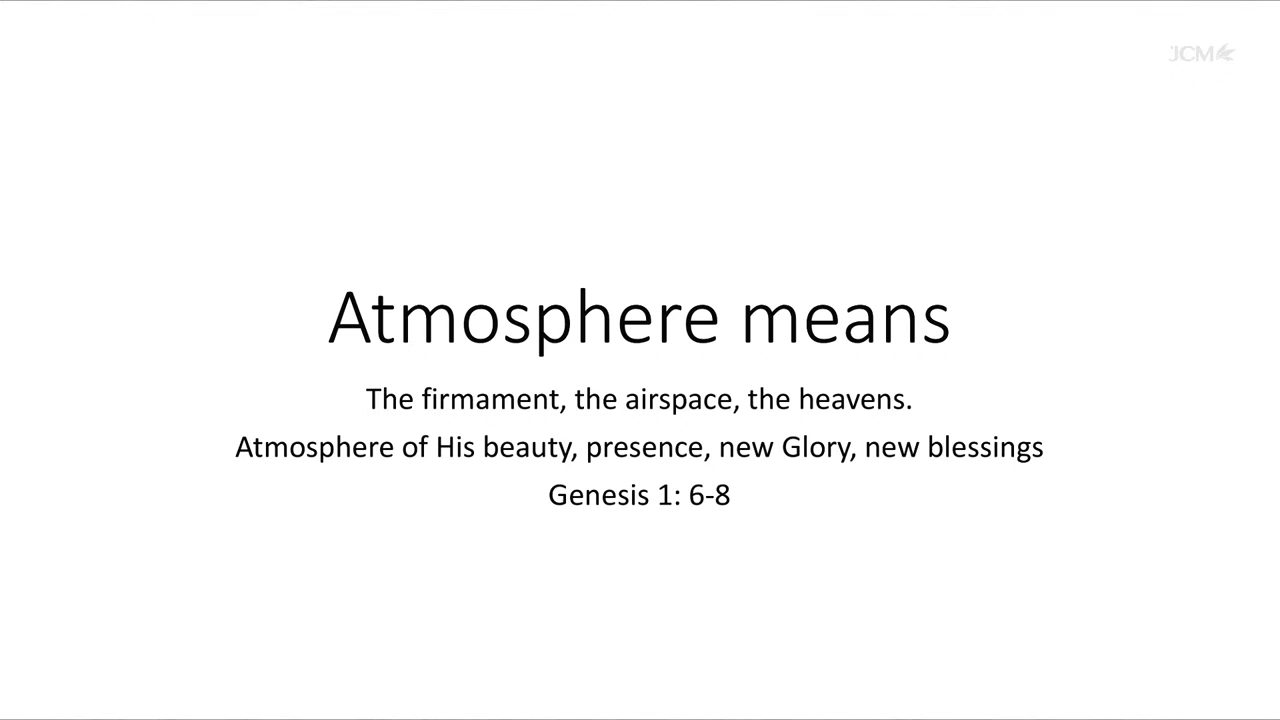 JCM
Atmosphere means
The firmament, the airspace, the heavens.
Atmosphere of His beauty, presence, new Glory, new blessings
Genesis 1: 6-8